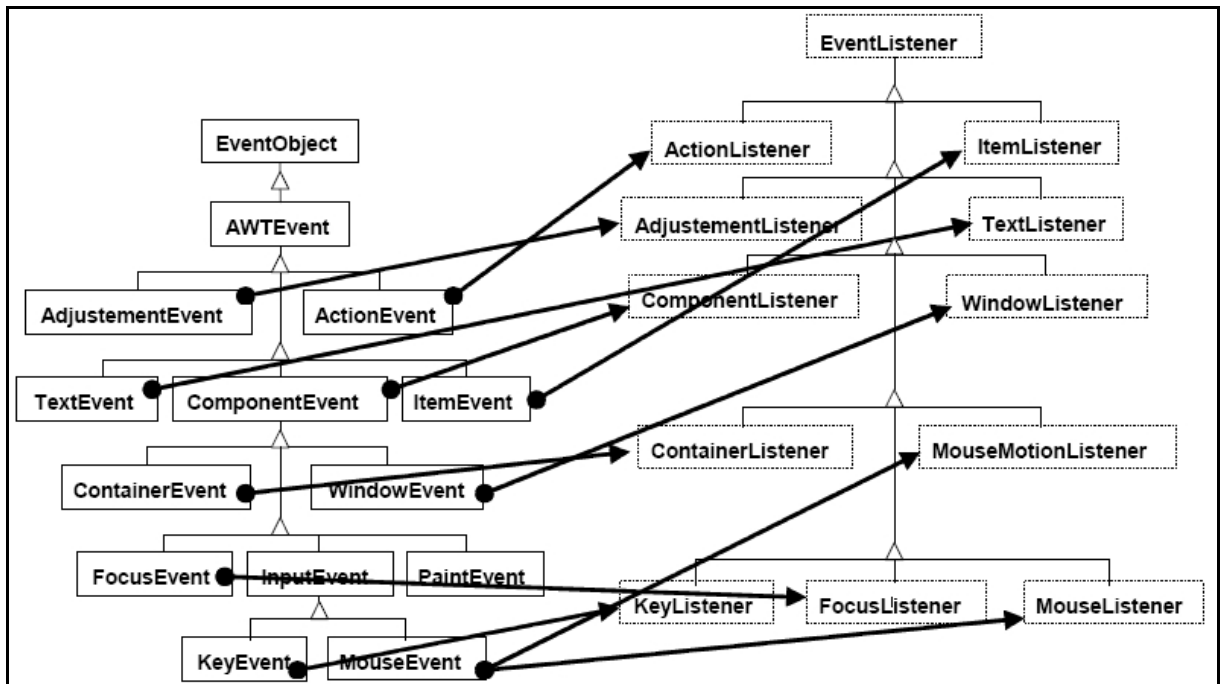 EventListener
EventObject
ActionListener
ItemListener
AWTEvent
AdjustementListener
TextListener
AdjustementEvent
ActionEvent
ComponentListener
WindowListener
TextEvent
ComponentEvent
ItemEvent
ContainerListener
MouseMotionListener
ContainerEvent
WindowEvent
FocusEvent
InputEvent
PaintEvent
KeyListener
FocusListener
MouseListener
KeyEvent
MouseEvent